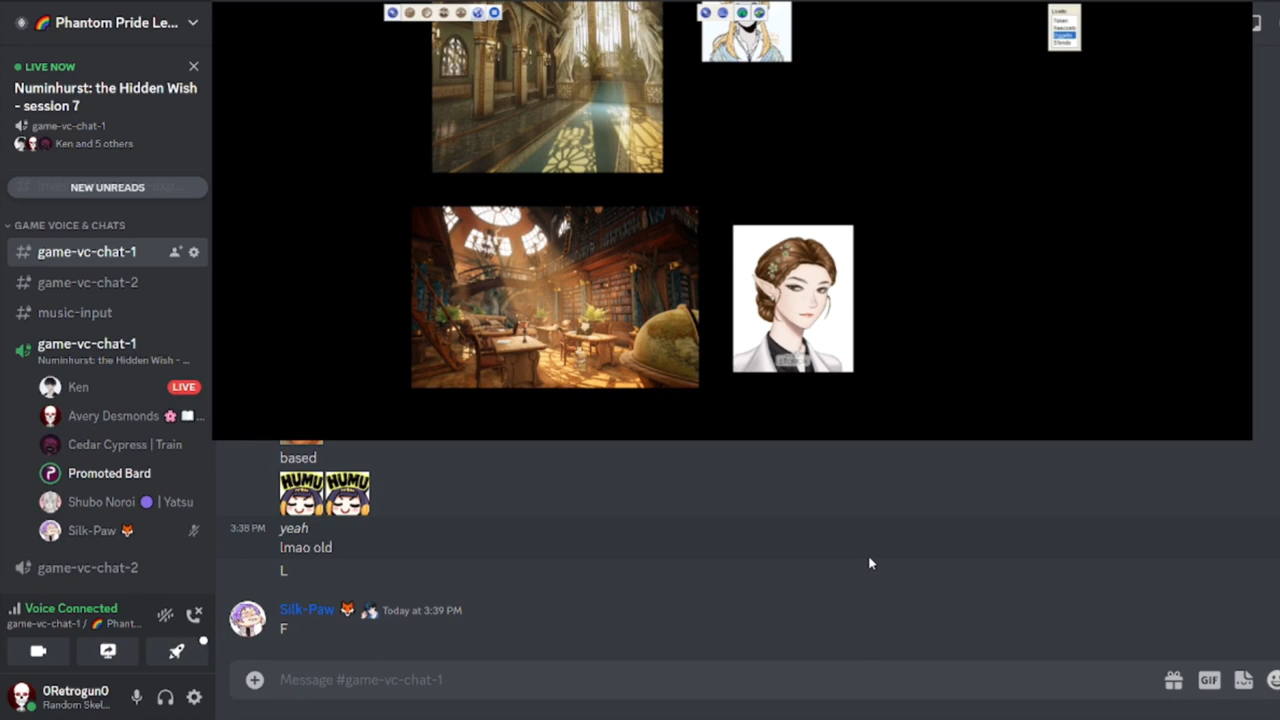 Phantom Pride Le...
LIVE NOW
Numinhurst: the Hidden Wish
- session 7
game-vc-chat-1
Ken and 5 others
NEW UNREADS
GAME VOICE & CHATS
game-vc-chat-1
game-vc-chat-2
music-input
game-vc-chat-1
Numinhurst: the Hidden Wish – ...
Ken
LIVE
Avery Desmonds ...
Cedar Cypress | Train
Promoted Bard
Shubo Noroi | Yatsu
Silk-Paw
game-vc-chat-2
Voice Connected
game-vc-chat-1 / Phant...
0Retrogun0
Random Skel...
based
HUMU HUMU
3:38 PM yeah
lmao old
L
Silk-Paw Today at 3:39 PM
F
Message #game-vc-chat-1
GIF